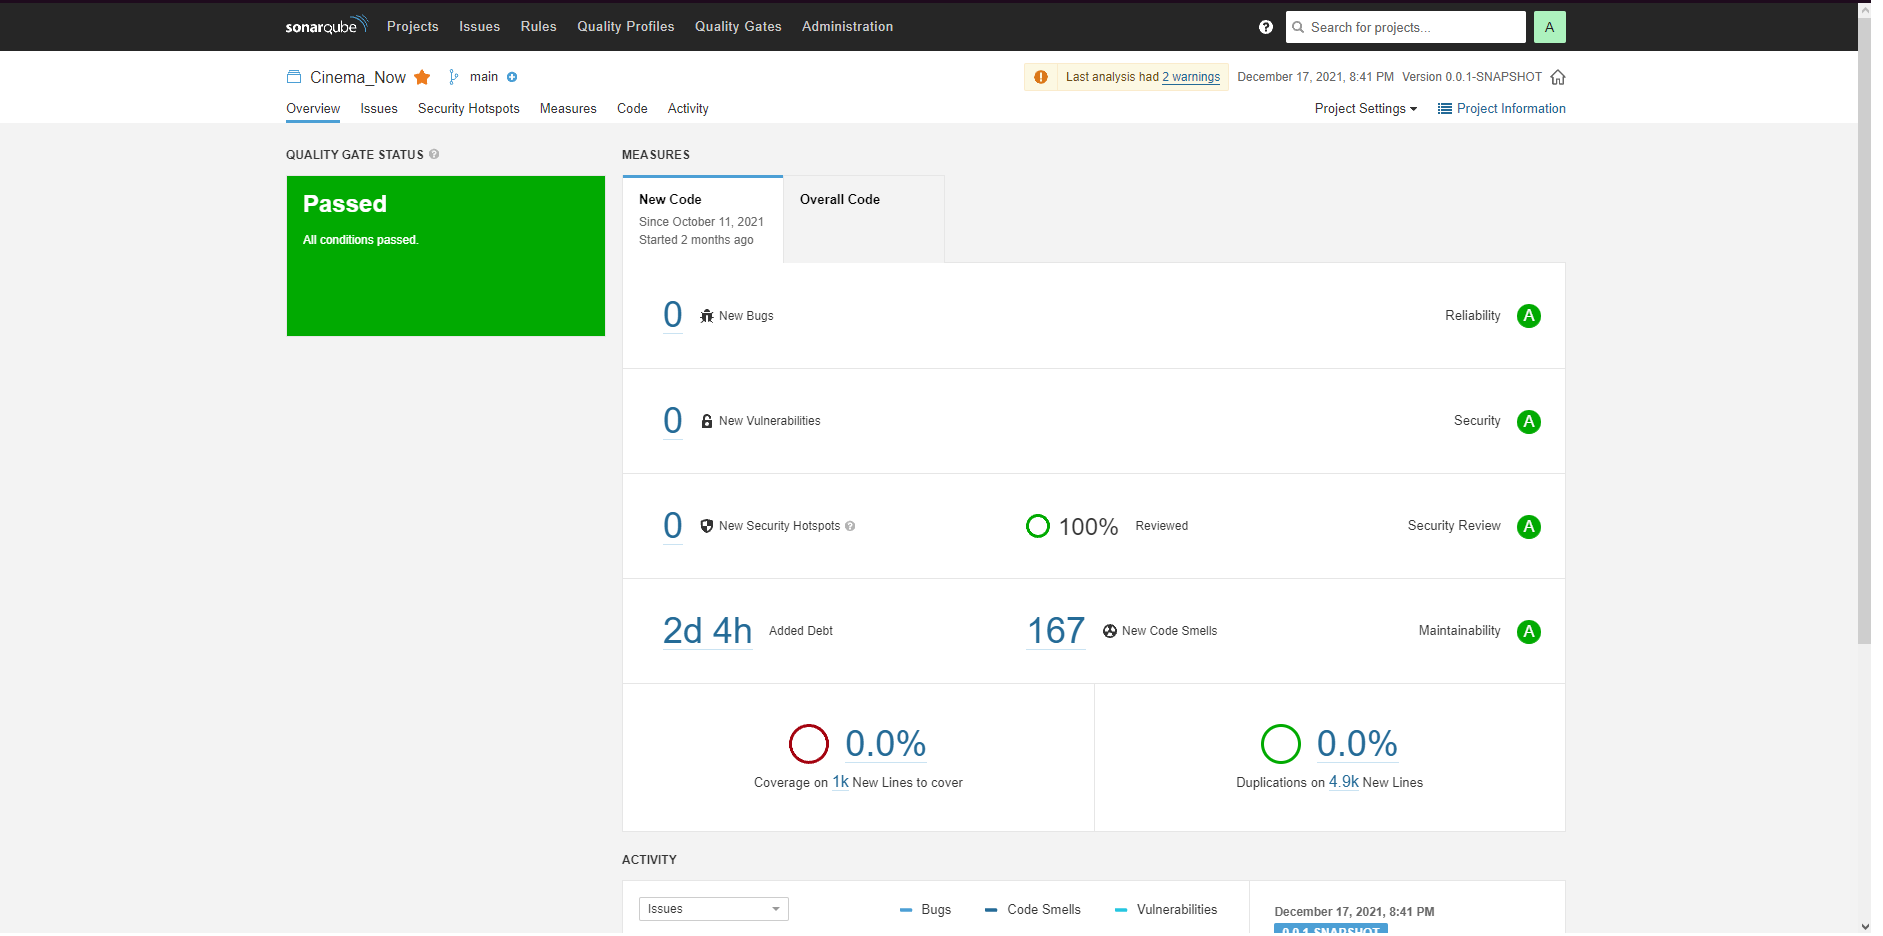 sonarqube Projects Issues Rules Quality Profiles Quality Gates Administration ? Search for projects... A
Cinema_Now main Last analysis had 2 warnings December 17, 2021, 8:41 PM Version 0.0.1-SNAPSHOT
Overview Issues Security Hotspots Measures Code Activity Project Settings Project Information
QUALITY GATE STATUS ?
Passed
All conditions passed.
MEASURES
New Code
Since October 11, 2021
Started 2 months ago
Overall Code
0 New Bugs Reliability A
0 New Vulnerabilities Security A
0 New Security Hotspots ? 100% Reviewed Security Review A
2d 4h Added Debt 167 New Code Smells Maintainability A
0.0%
Coverage on 1k New Lines to cover
0.0%
Duplications on 4.9k New Lines
ACTIVITY
Issues Bugs Code Smells Vulnerabilities
December 17, 2021, 8:41 PM
0.0.1-SNAPSHOT